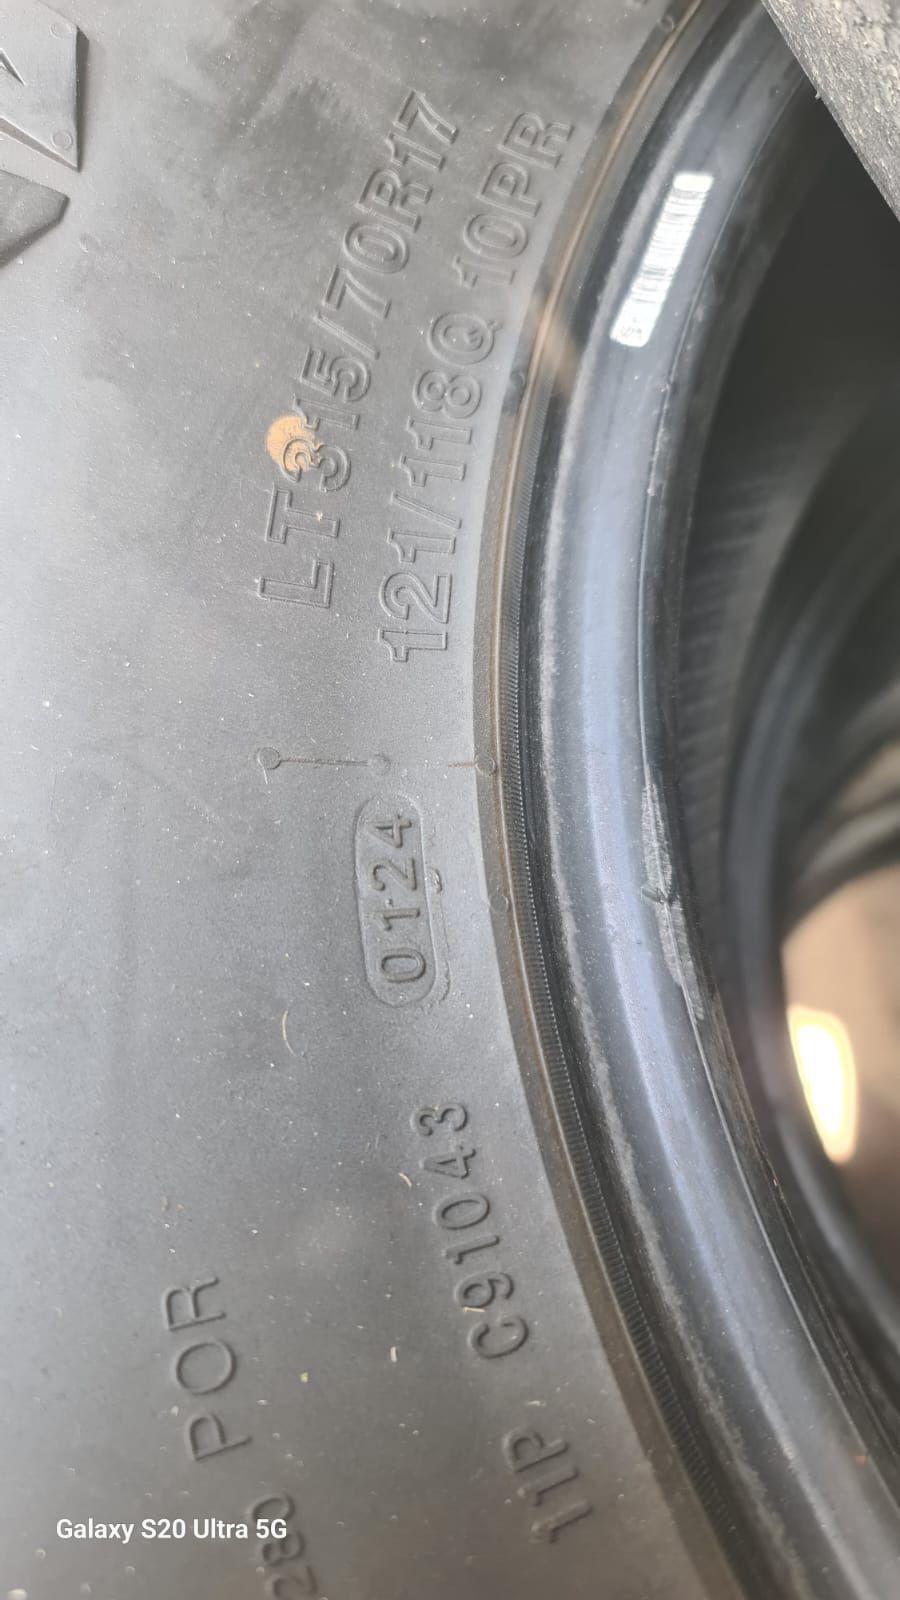 LT315/70R17
121/118Q 10PR
0124
11P C91043
POR
Galaxy S20 Ultra 5G